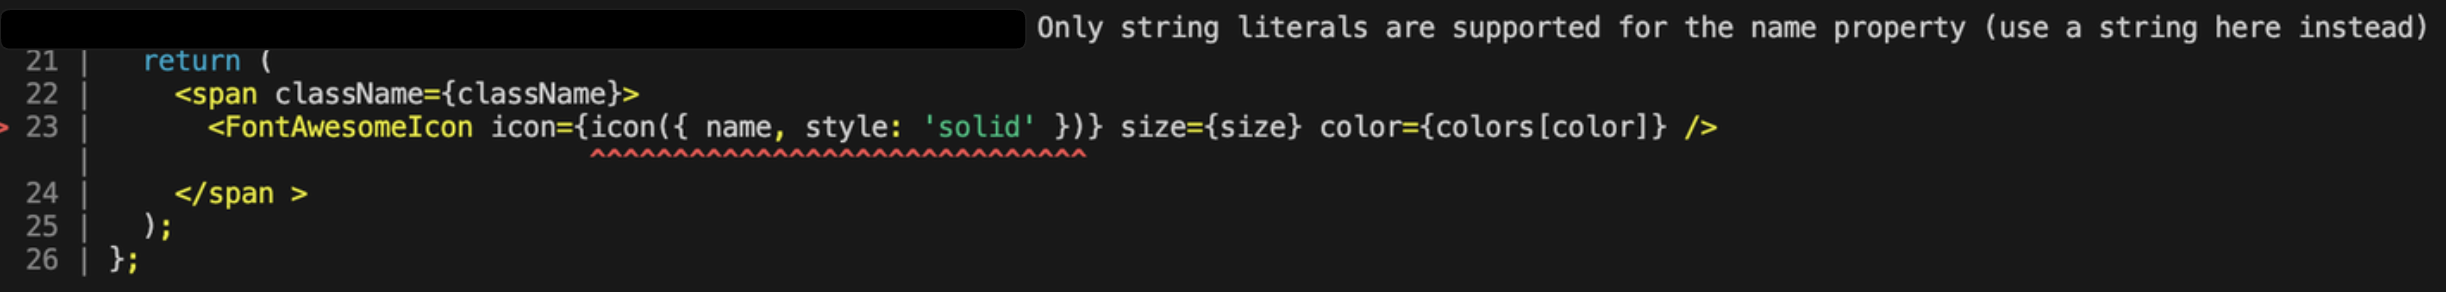 Only string literals are supported for the name property (use a string here instead)
21 |   return (
22 |     <span className={className}>
> 23 |       <FontAwesomeIcon icon={icon({ name, style: 'solid' })} size={size} color={colors[color]} />
|                              ^^^^^^^^^^^^^^^^^^^^^^^^^^^^^^
24 |     </span >
25 |   );
26 | };